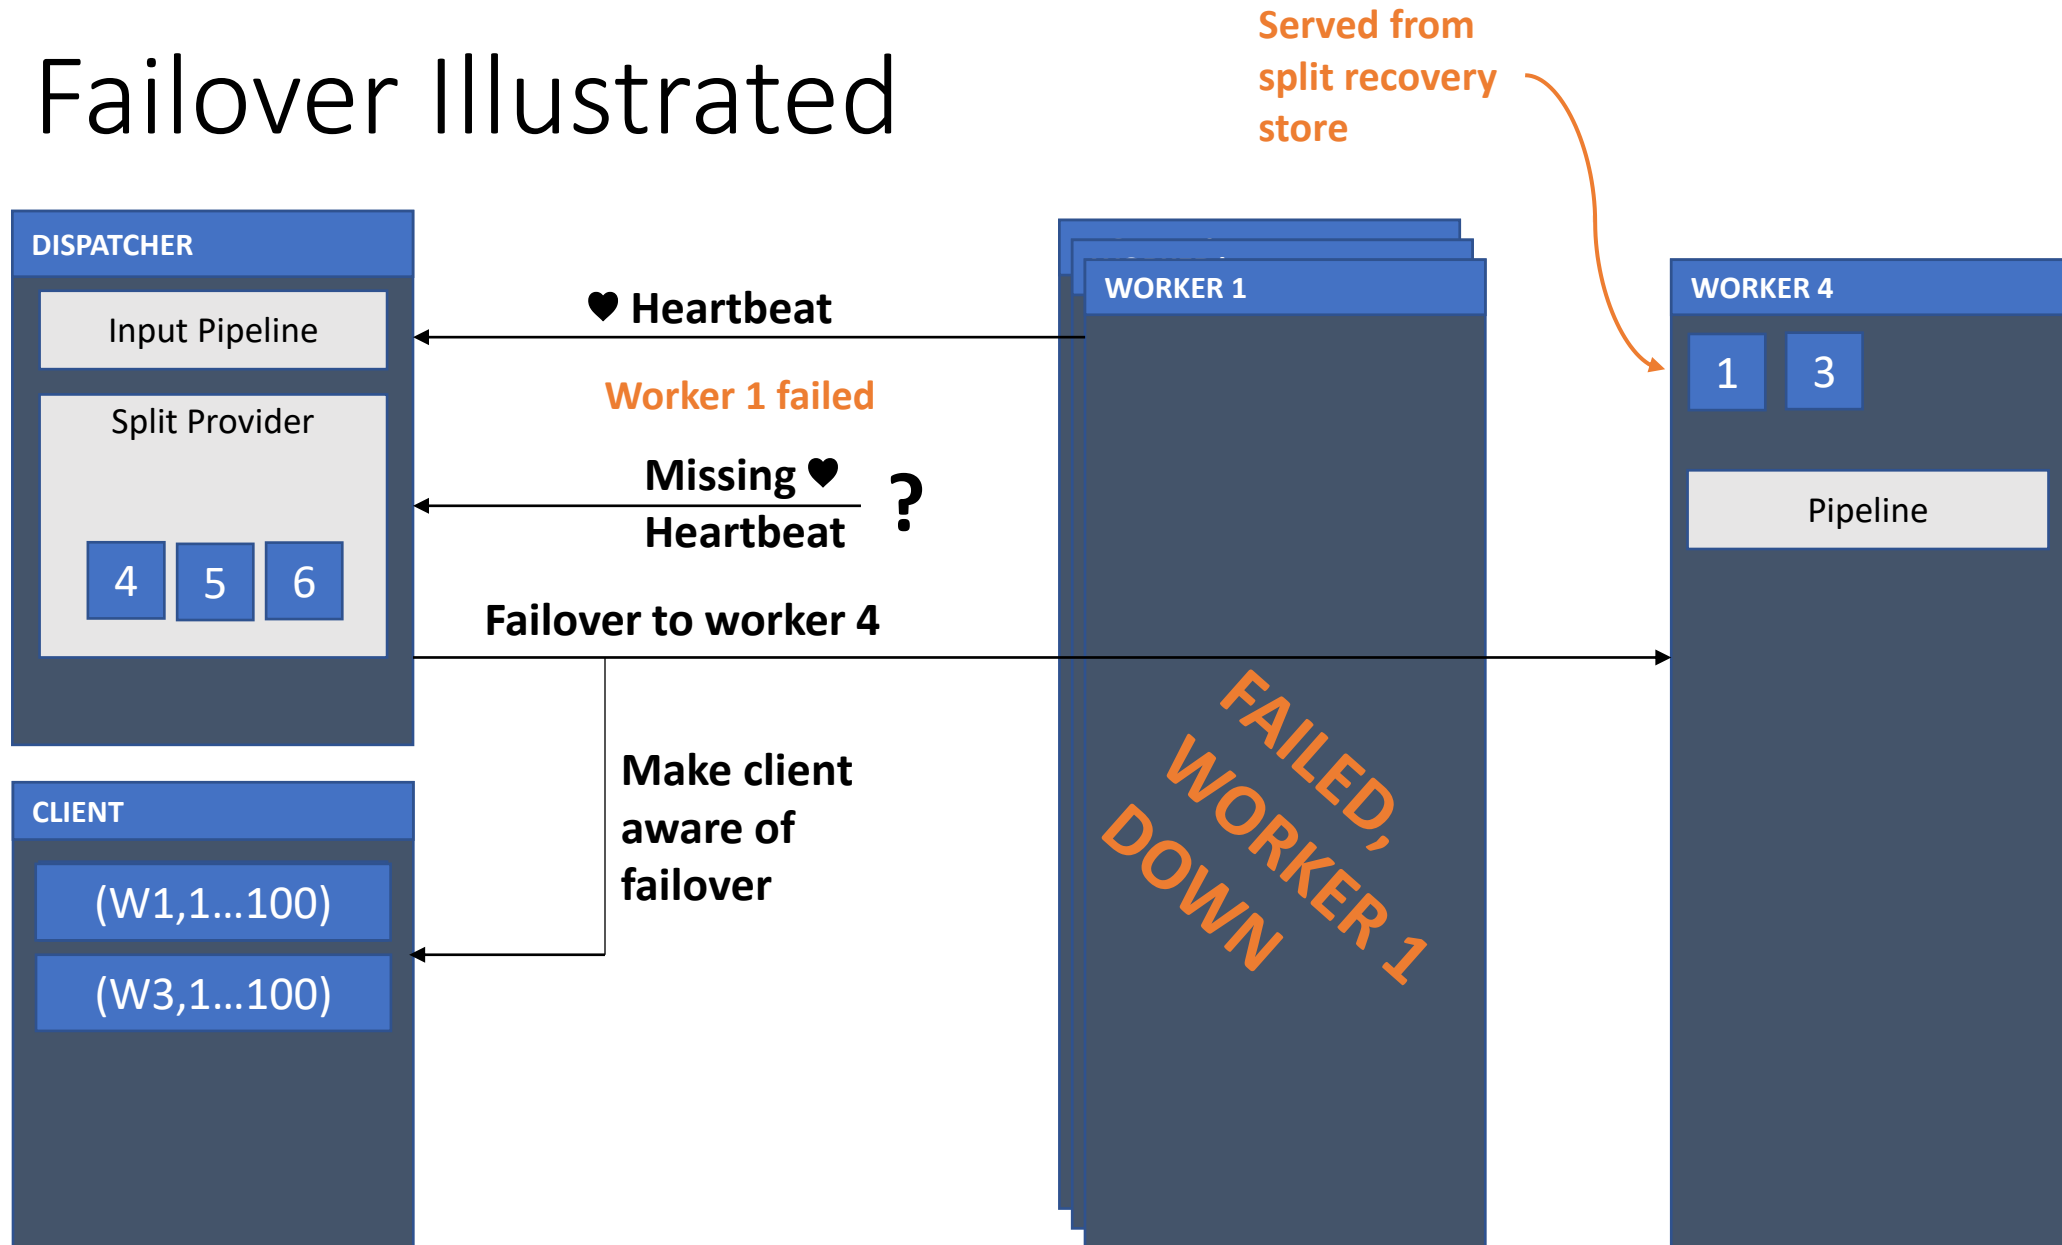 Failover Illustrated
Served from
split recovery
store
DISPATCHER
Input Pipeline
Split Provider
4 5 6
♥ Heartbeat
Worker 1 failed
Missing ♥
Heartbeat
?
Failover to worker 4
Make client
aware of
failover
CLIENT
(W1,1...100)
(W3,1...100)
WORKER 1
FAILED,
WORKER 1
DOWN
WORKER 4
1 3
Pipeline